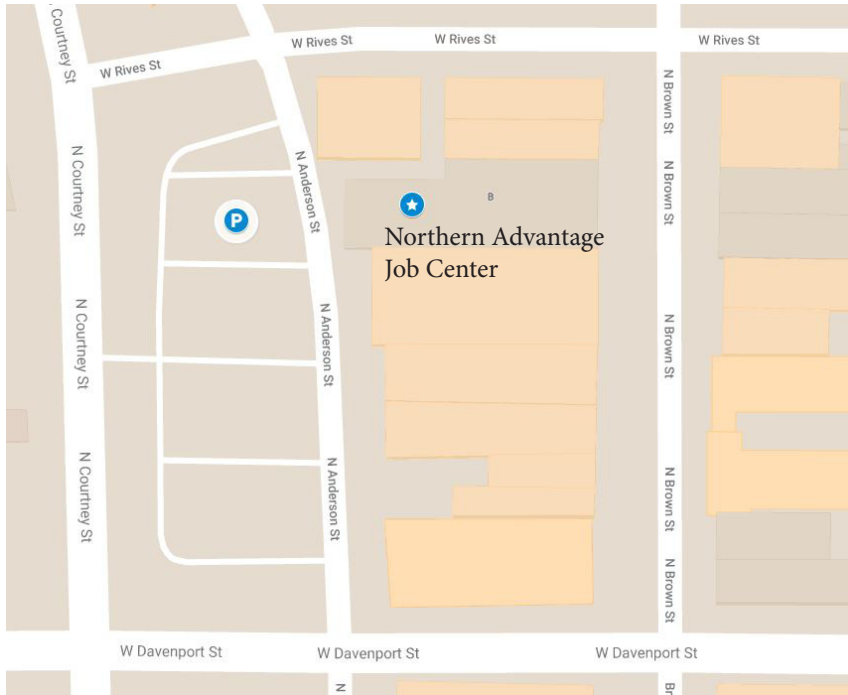 N Courtney St
W Rives St
W Rives St
W Rives St
W Rives St
N Brown St
N Courtney St
N Anderson St
N Brown St
P
B
Northern Advantage
Job Center
N Courtney St
N Anderson St
N Brown St
N Courtney St
N Anderson St
N Brown St
N Brown St
W Davenport St
W Davenport St
W Davenport St
N
Br